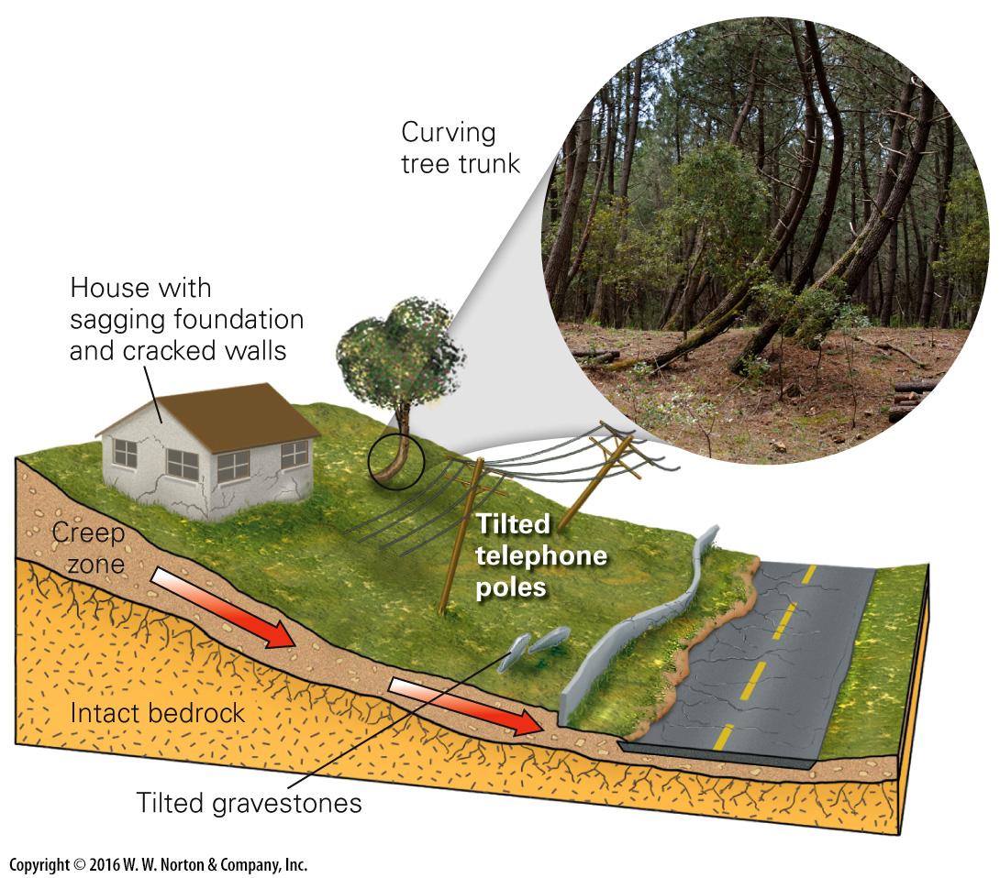 Curving
tree trunk
House with
sagging foundation
and cracked walls
Tilted
telephone
poles
Creep
zone
Intact bedrock
Tilted gravestones
Copyright © 2016 W. W. Norton & Company, Inc.